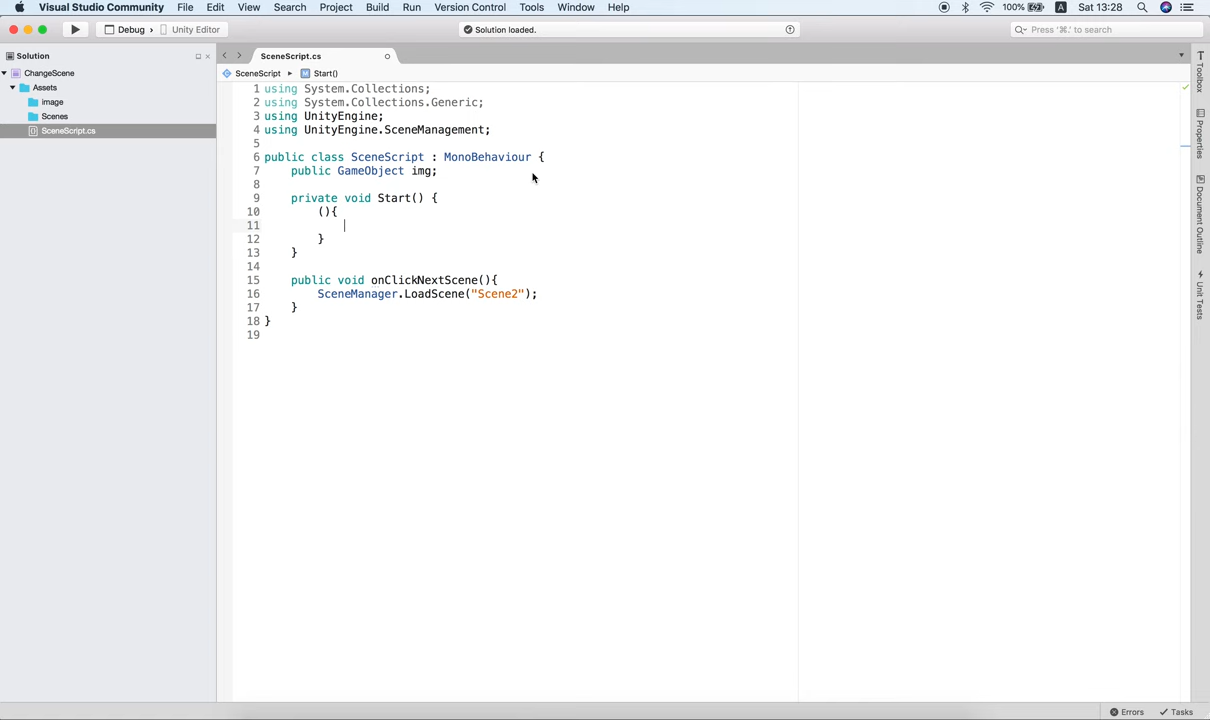 Visual Studio Community File Edit View Search Project Build Run Version Control Tools Window Help 100% A Sat 13:28
Debug › Unity Editor Solution loaded. Press '⌘.' to search
Solution
ChangeScene
Assets
image
Scenes
SceneScript.cs
SceneScript.cs
SceneScript ▸ M Start()
1 using System.Collections;
2 using System.Collections.Generic;
3 using UnityEngine;
4 using UnityEngine.SceneManagement;
5
6 public class SceneScript : MonoBehaviour {
7 public GameObject img;
8
9 private void Start() {
10 (){
11
12 }
13 }
14
15 public void onClickNextScene(){
16 SceneManager.LoadScene("Scene2");
17 }
18 }
19
Toolbox
Properties
Document Outline
Unit Tests
Errors Tasks